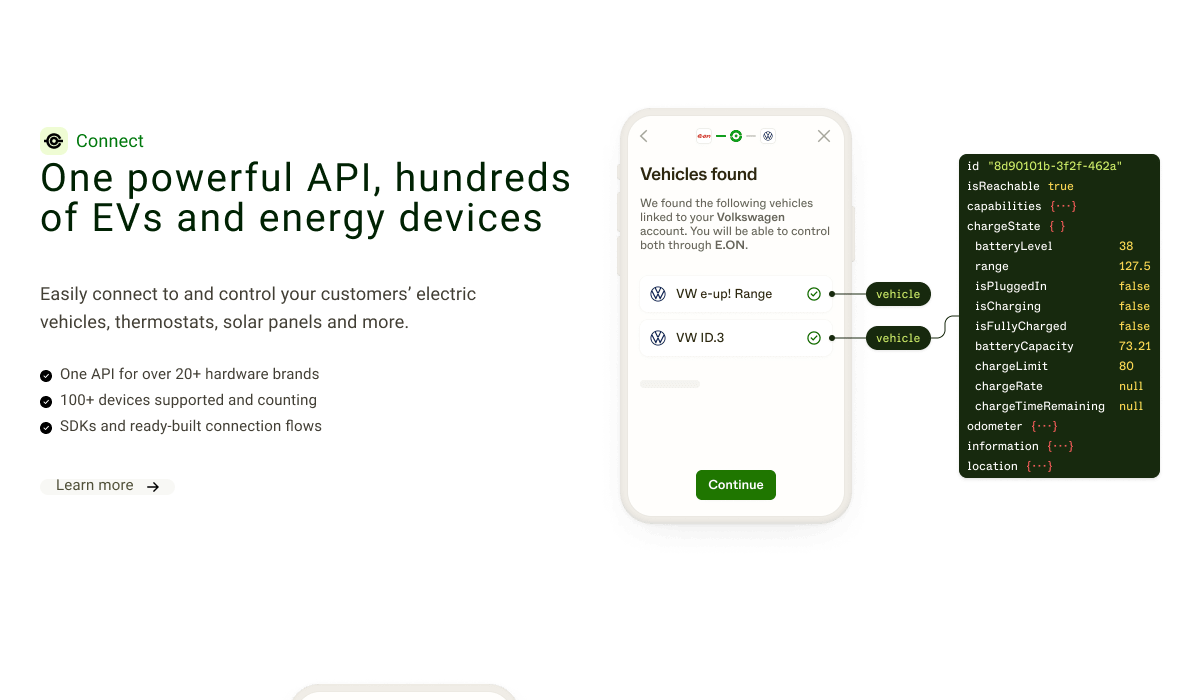 Connect
One powerful API, hundreds
of EVs and energy devices
Easily connect to and control your customers’ electric
vehicles, thermostats, solar panels and more.
One API for over 20+ hardware brands
100+ devices supported and counting
SDKs and ready-built connection flows
Learn more
e·on
Vehicles found
We found the following vehicles
linked to your Volkswagen
account. You will be able to control
both through E.ON.
VW e-up! Range
vehicle
VW ID.3
vehicle
Continue
id "8d90101b-3f2f-462a"
isReachable true
capabilities {···}
chargeState { }
batteryLevel 38
range 127.5
isPluggedIn false
isCharging false
isFullyCharged false
batteryCapacity 73.21
chargeLimit 80
chargeRate null
chargeTimeRemaining null
odometer {···}
information {···}
location {···}